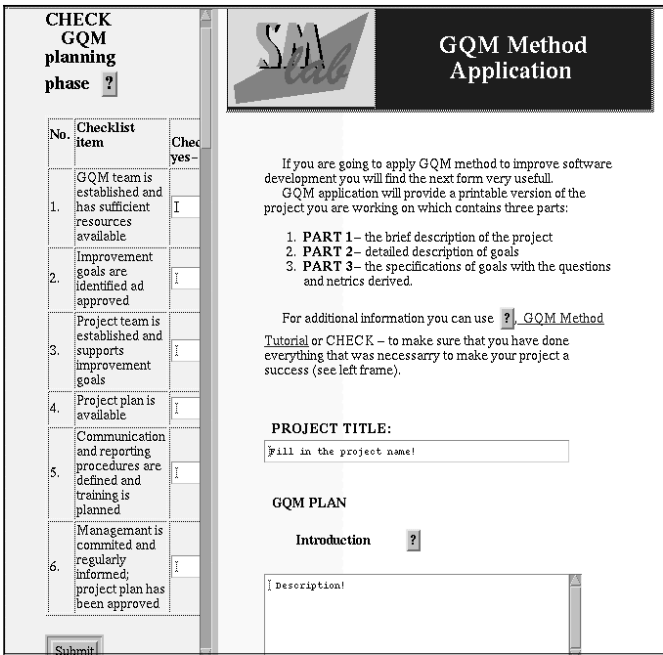 CHECK
GQM
planning
phase ?
No.
Checklist
item
Chec
yes–
1.
GQM team is
established and
has sufficient
resources
available
2.
Improvement
goals are
identified ad
approved
3.
Project team is
established and
supports
improvement
goals
4.
Project plan is
available
5.
Communication
and reporting
procedures are
defined and
training is
planned
6.
Managemant is
commited and
regularly
informed;
project plan has
been approved
Submit
SM
lab
GQM Method
Application
If you are going to apply GQM method to improve software
development you will find the next form very usefull.
GQM application will provide a printable version of the
project you are working on which contains three parts:
1. PART 1– the brief description of the project
2. PART 2– detailed description of goals
3. PART 3– the specifications of goals with the questions
and netrics derived.
For additional information you can use ?, GQM Method
Tutorial or CHECK – to make sure that you have done
everything that was necesarry to make your project a
success (see left frame).
PROJECT TITLE:
Fill in the project name!
GQM PLAN
Introduction ?
Description!